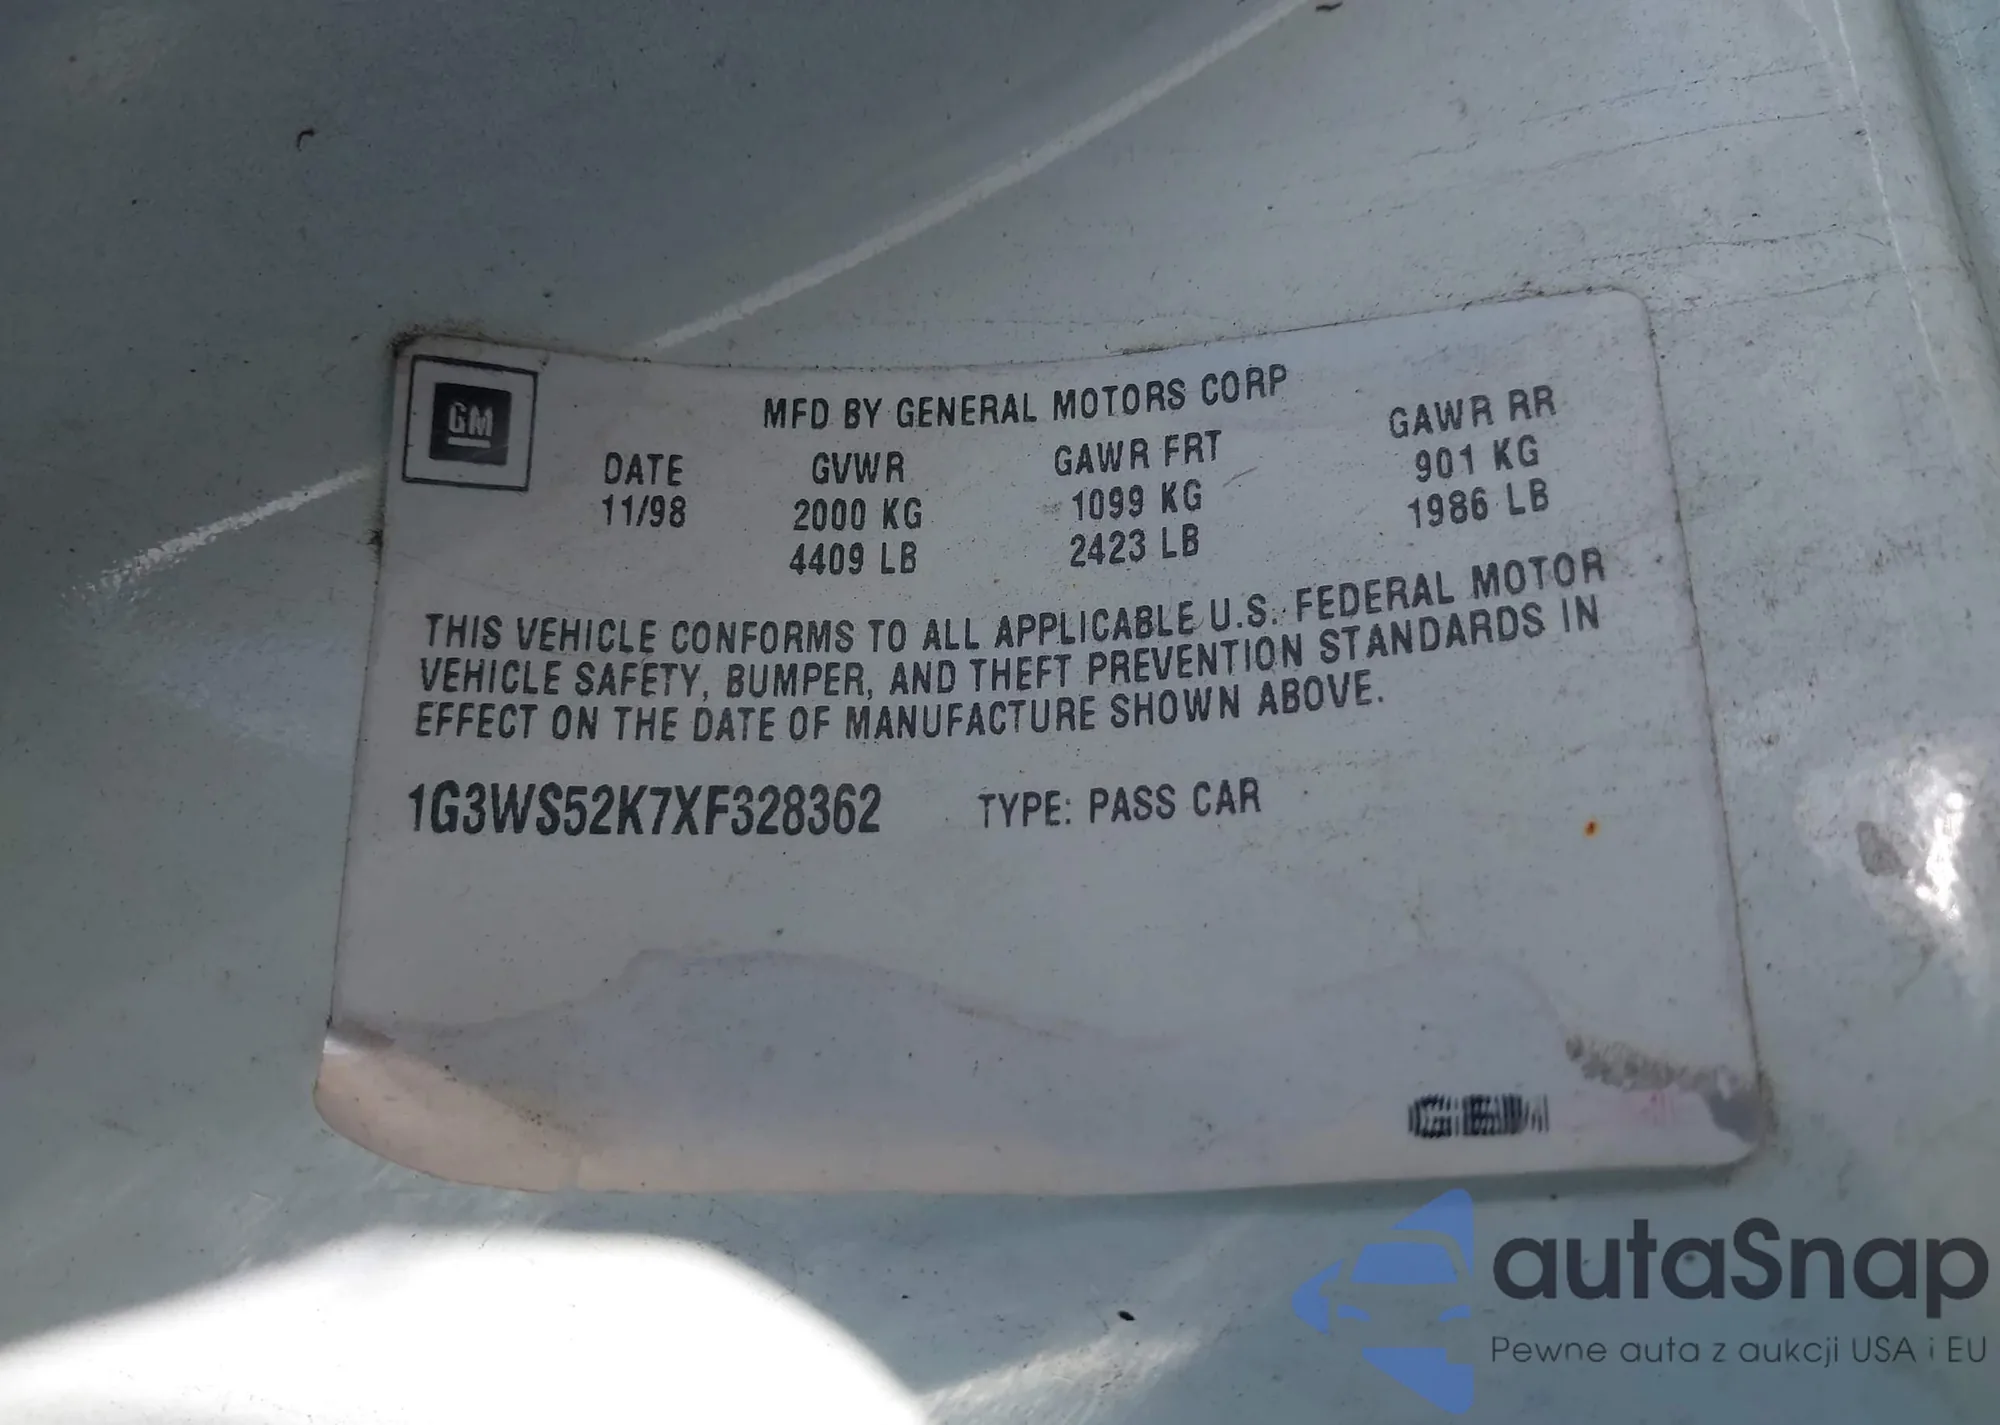 GM
MFD BY GENERAL MOTORS CORP
DATE GVWR GAWR FRT GAWR RR
11/98 2000 KG 1099 KG 901 KG
4409 LB 2423 LB 1986 LB
THIS VEHICLE CONFORMS TO ALL APPLICABLE U.S. FEDERAL MOTOR
VEHICLE SAFETY, BUMPER, AND THEFT PREVENTION STANDARDS IN
EFFECT ON THE DATE OF MANUFACTURE SHOWN ABOVE.
1G3WS52K7XF328362 TYPE: PASS CAR
autaSnap
Pewne auta z aukcji USA i EU